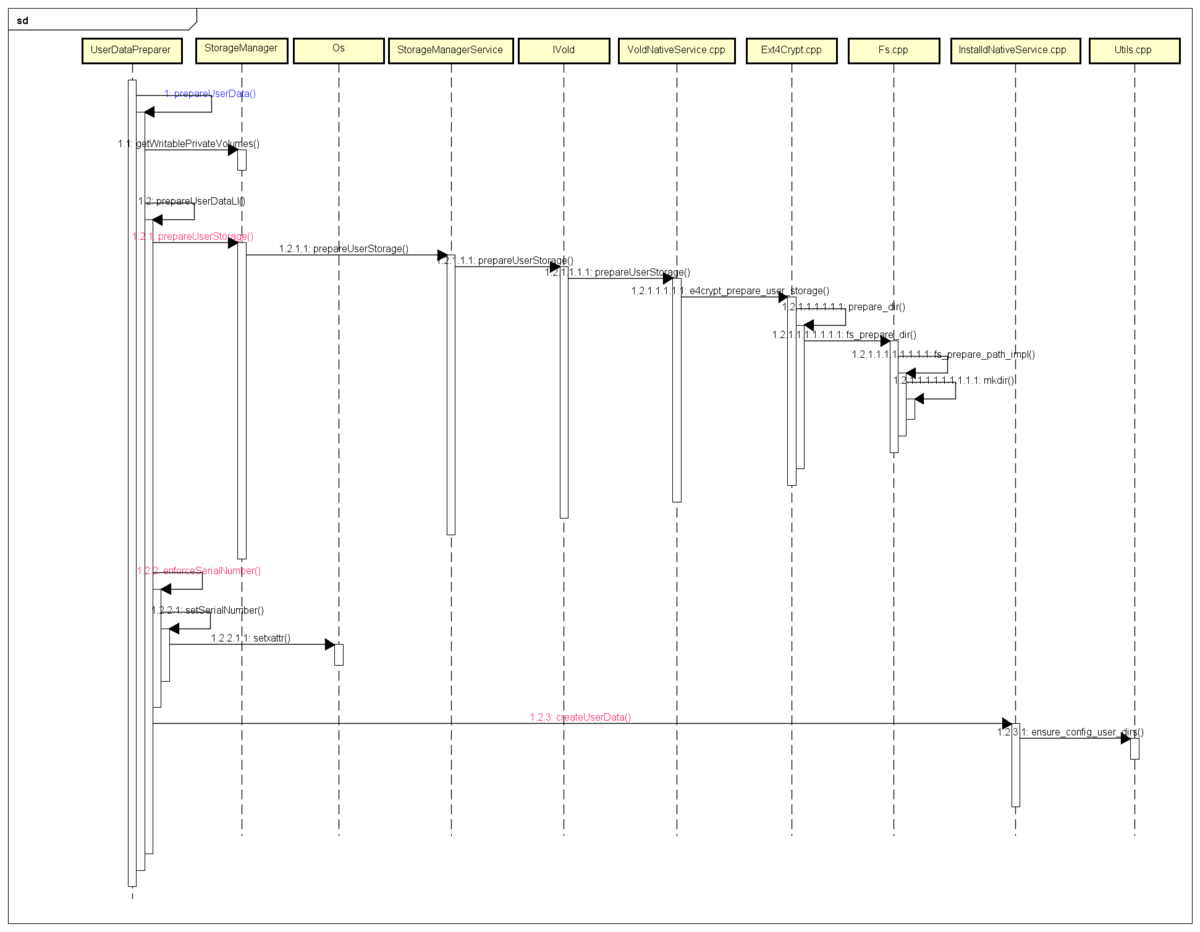 sd
UserDataPreparer
StorageManager
Os
StorageManagerService
IVold
VoldNativeService.cpp
Ext4Crypt.cpp
Fs.cpp
InstalldNativeService.cpp
Utils.cpp
1: prepareUserData()
1.1: getWritablePrivateVolumes()
1.2: prepareUserDataLI()
1.2.1: prepareUserStorage()
1.2.1.1: prepareUserStorage()
1.2.1.1.1: prepareUserStorage()
1.2.1.1.1.1: prepareUserStorage()
1.2.1.1.1.1.1: e4crypt_prepare_user_storage()
1.2.1.1.1.1.1.1: prepare_dir()
1.2.1.1.1.1.1.1.1: fs_prepare_dir()
1.2.1.1.1.1.1.1.1.1: fs_prepare_path_impl()
1.2.1.1.1.1.1.1.1.1.1: mkdir()
1.2.2: enforceSerialNumber()
1.2.2.1: setSerialNumber()
1.2.2.1.1: setxattr()
1.2.3: createUserData()
1.2.3.1: ensure_config_user_dirs()